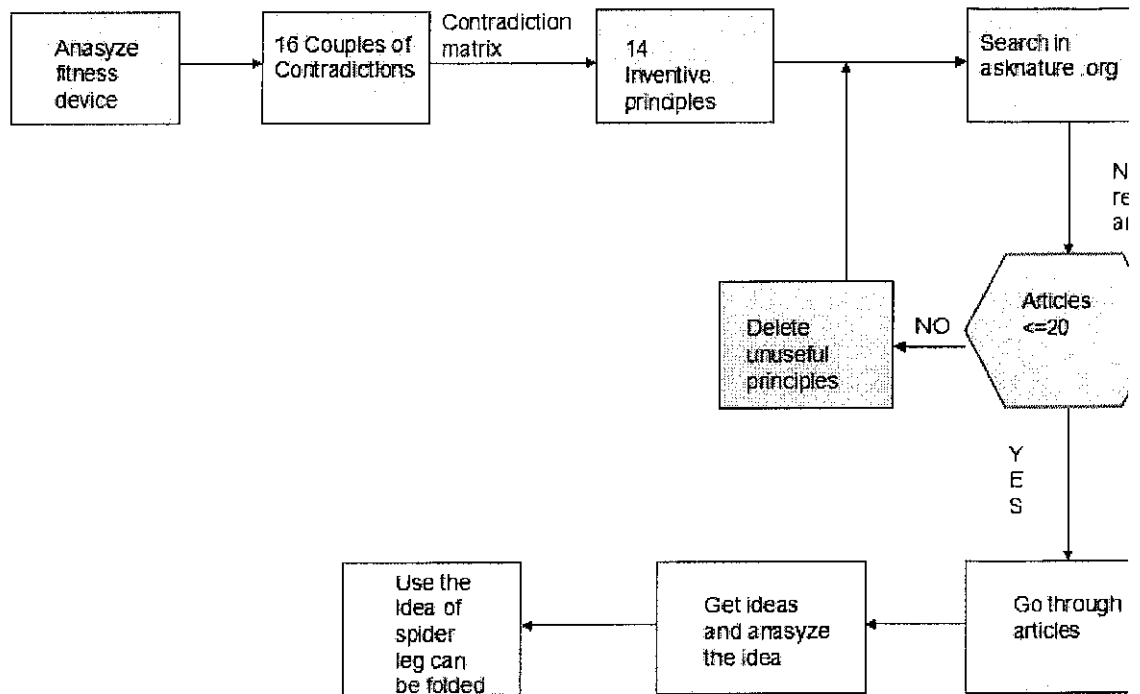 Anasyze
fitness
device
16 Couples of
Contradictions
Contradiction
matrix
14
Inventive
principles
Search in
asknature .org
Articles
<=20
NO
Delete
unuseful
principles
Y
E
S
Go through
articles
Get ideas
and anasyze
the idea
Use the
idea of
spider
leg can
be folded